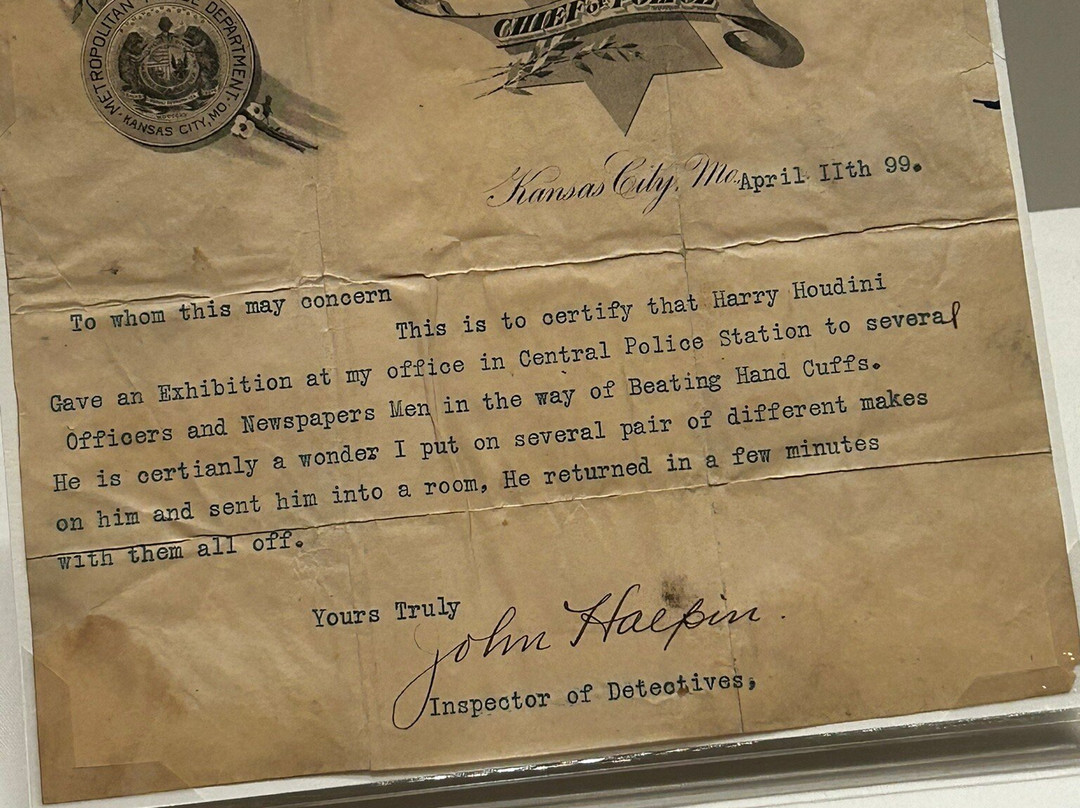 METROPOLITAN POLICE DEPARTMENT.
KANSAS CITY, MO.
CHIEF OF POLICE
Kansas City, Mo. April IIth 99.
To whom this may concern
This is to certify that Harry Houdini
Gave an Exhibition at my office in Central Police Station to several
Officers and Newspapers Men in the way of Beating Hand Cuffs.
He is certianly a wonder I put on several pair of different makes
on him and sent him into a room, He returned in a few minutes
with them all off.
Yours Truly
John Halpin.
Inspector of Detectives,